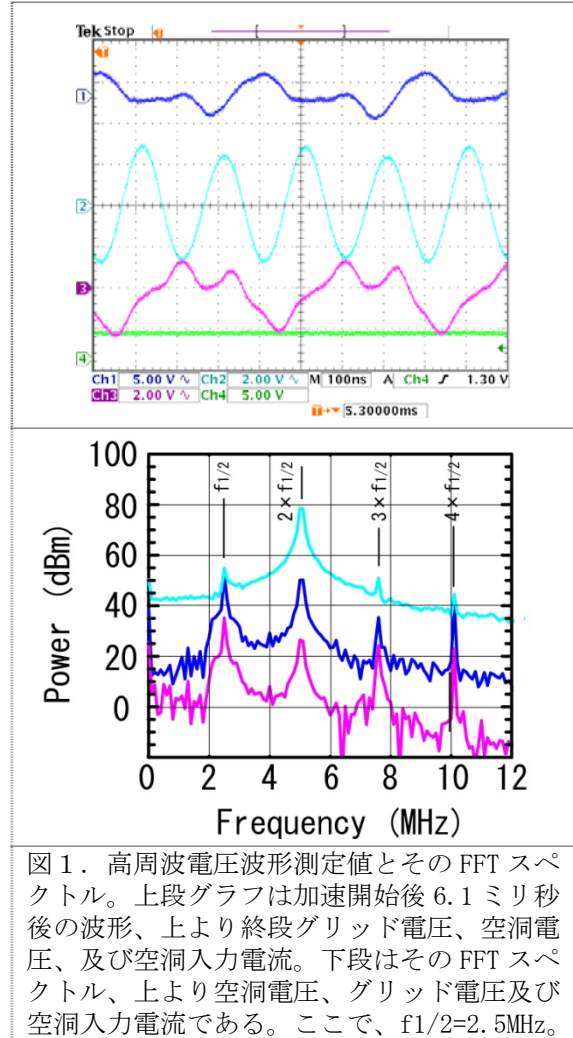 Tek Stop
T
1
2
3
4
Ch1 5.00 V ∿ Ch2 2.00 V ∿ M 100ns A Ch4 ʃ 1.30 V
Ch3 2.00 V ∿ Ch4 5.00 V
T→▼ 5.30000ms
100
80
60
40
20
0
Power (dBm)
f1/2
2×f1/2
3×f1/2
4×f1/2
0 2 4 6 8 10 12
Frequency (MHz)
図１．高周波電圧波形測定値とその FFT スペ
クトル。上段グラフは加速開始後 6.1 ミリ秒
後の波形、上より終段グリッド電圧、空洞電
圧、及び空洞入力電流。下段はその FFT スペ
クトル、上より空洞電圧、グリッド電圧及び
空洞入力電流である。ここで、f1/2=2.5MHz。